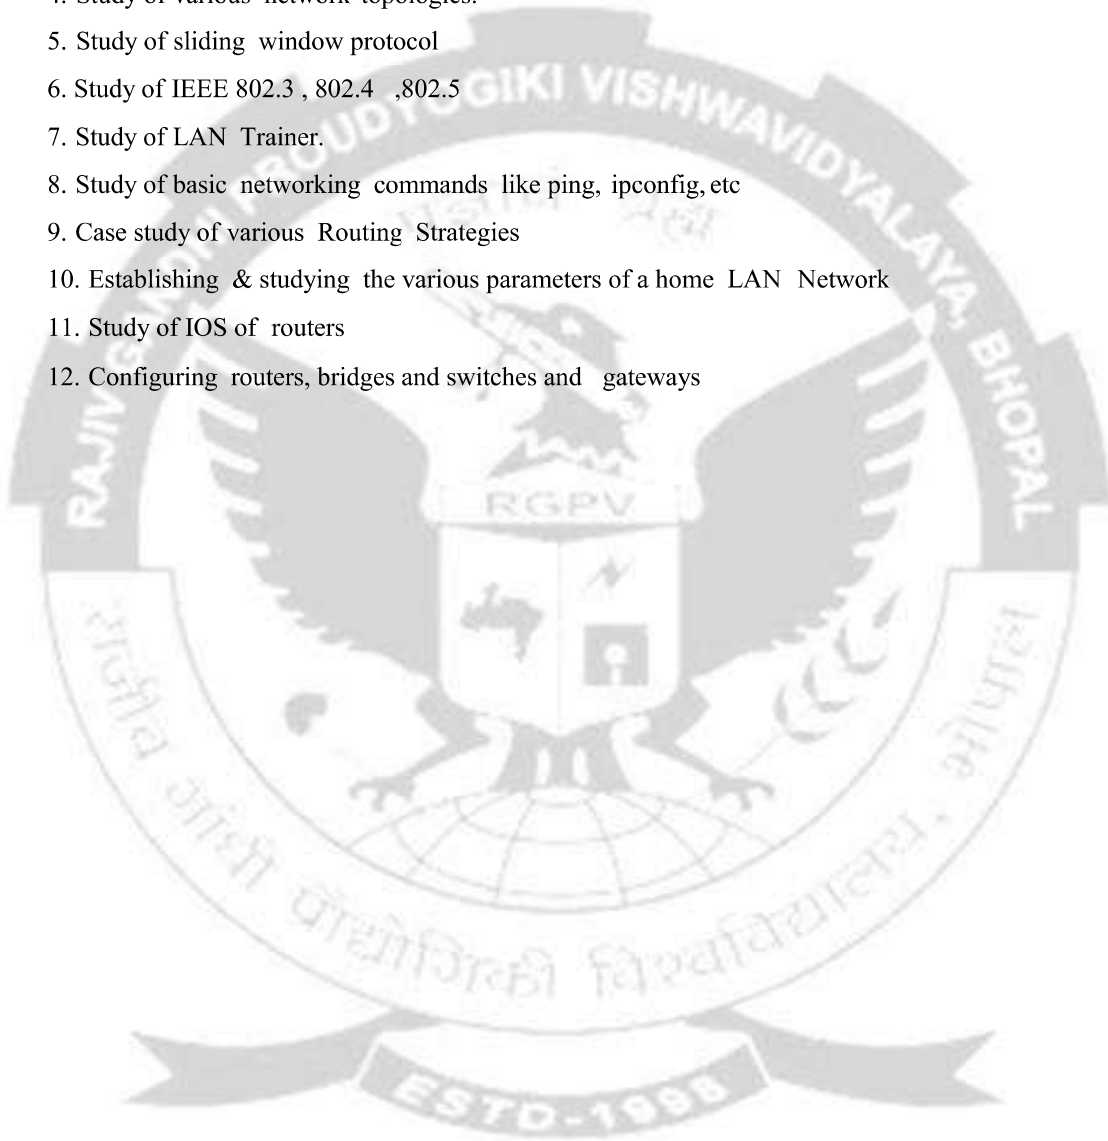 4. Study of various network topologies.
5. Study of sliding window protocol
6. Study of IEEE 802.3 , 802.4 ,802.5
7. Study of LAN Trainer.
8. Study of basic networking commands like ping, ipconfig, etc
9. Case study of various Routing Strategies
10. Establishing & studying the various parameters of a home LAN Network
11. Study of IOS of routers
12. Configuring routers, bridges and switches and gateways
RAJIV GANDHI PROUDYOGIKI VISHWAVIDYALAYA, BHOPAL
RGPV
राजीव गांधी प्रौद्योगिकी विश्वविद्यालय, भोपाल
ESTD-1998